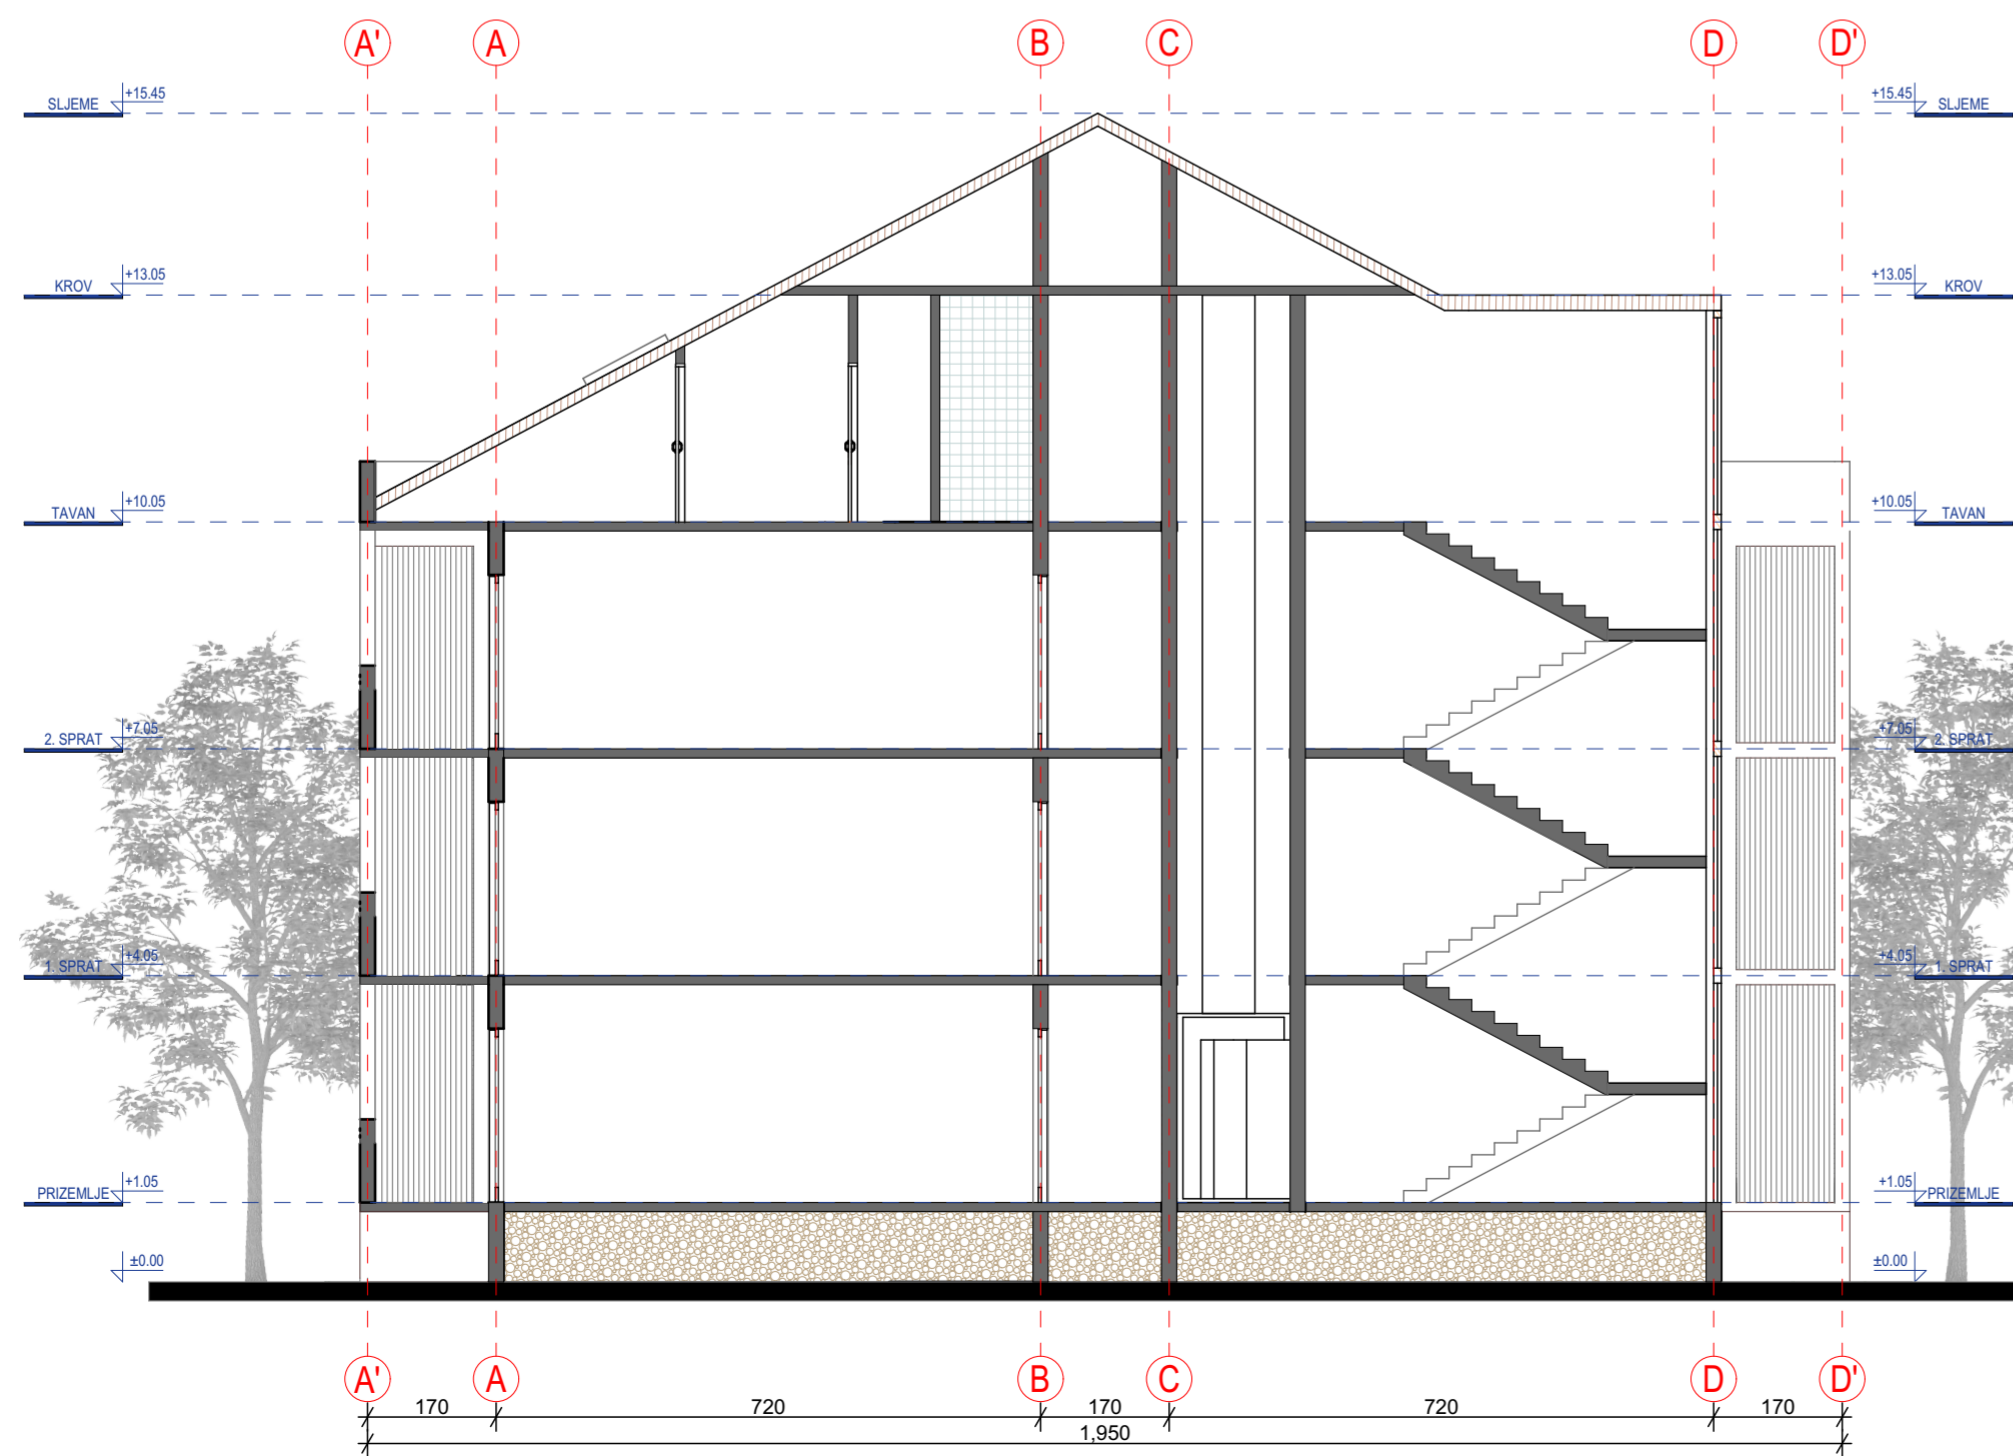 A' A B C D D'
+15.45 +15.45
SLJEME SLJEME
+13.05 +13.05
KROV KROV
+10.05 +10.05
TAVAN TAVAN
+7.05 +7.05
2. SPRAT 2. SPRAT
+4.05 +4.05
1. SPRAT 1. SPRAT
+1.05 +1.05
PRIZEMLJE PRIZEMLJE
±0.00 ±0.00
A' A B C D D'
170 720 170 720 170
1,950